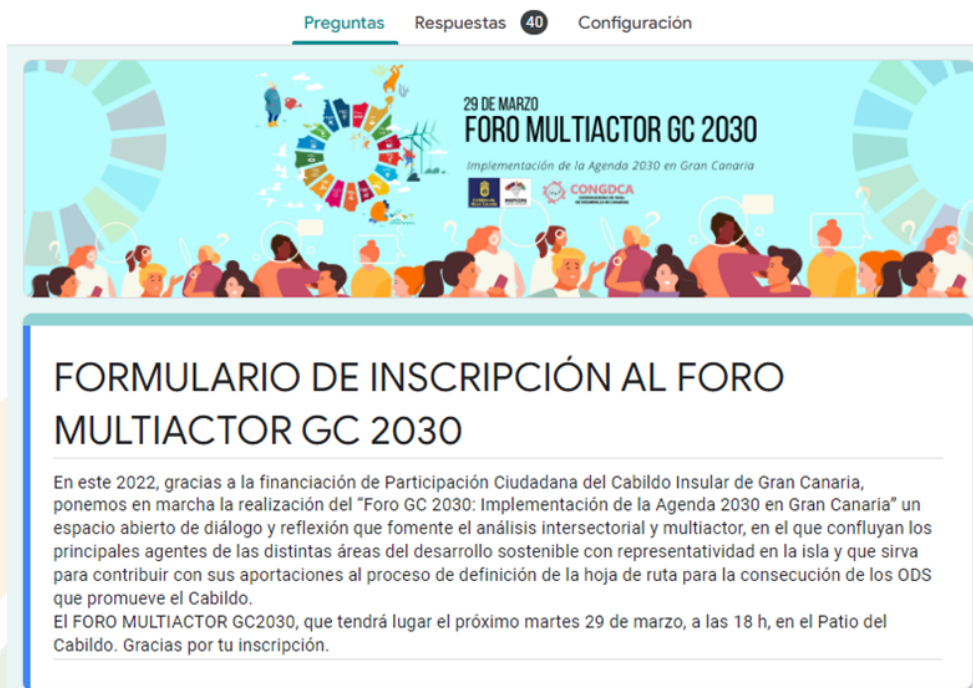 Preguntas Respuestas 40 Configuración
29 DE MARZO
FORO MULTIACTOR GC 2030
Implementación de la Agenda 2030 en Gran Canaria
CONGDCA
FORMULARIO DE INSCRIPCIÓN AL FORO
MULTIACTOR GC 2030
En este 2022, gracias a la financiación de Participación Ciudadana del Cabildo Insular de Gran Canaria,
ponemos en marcha la realización del “Foro GC 2030: Implementación de la Agenda 2030 en Gran Canaria” un
espacio abierto de diálogo y reflexión que fomente el análisis intersectorial y multiactor, en el que confluyan los
principales agentes de las distintas áreas del desarrollo sostenible con representatividad en la isla y que sirva
para contribuir con sus aportaciones al proceso de definición de la hoja de ruta para la consecución de los ODS
que promueve el Cabildo.
El FORO MULTIACTOR GC2030, que tendrá lugar el próximo martes 29 de marzo, a las 18 h, en el Patio del
Cabildo. Gracias por tu inscripción.